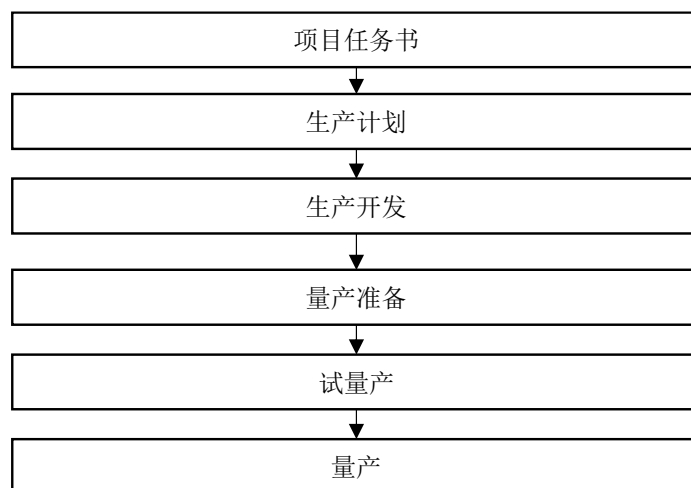 项目任务书
生产计划
生产开发
量产准备
试量产
量产